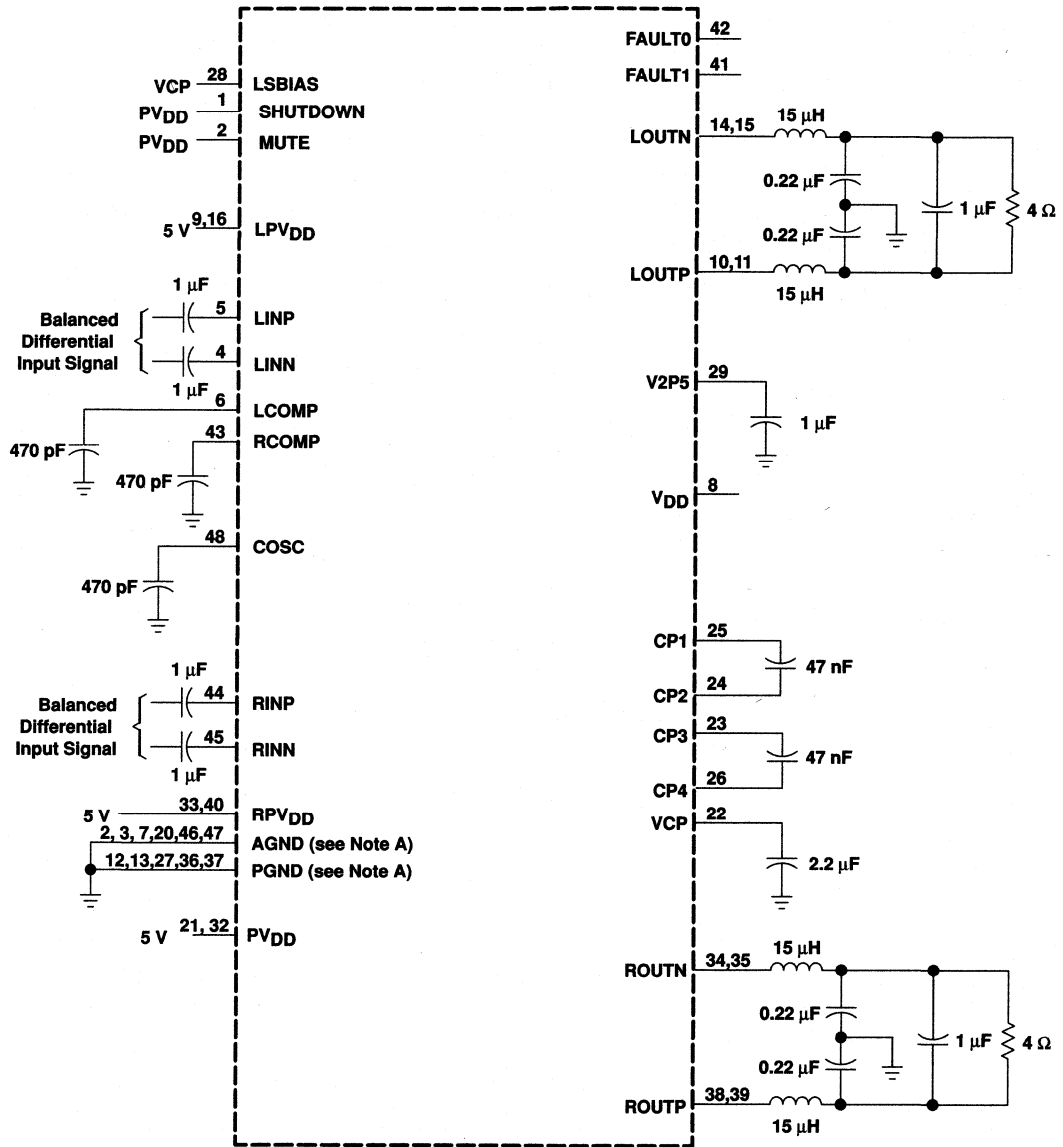 FAULT0 42
FAULT1 41
VCP 28 LSBIAS
PVDD 1 SHUTDOWN
PVDD 2 MUTE
LOUTN 14,15 15 µH
0.22 µF
0.22 µF
1 µF
4 Ω
LOUTP 10,11 15 µH
5 V 9,16 LPVDD
1 µF
5 LINP
Balanced
Differential
Input Signal
4 LINN
1 µF
V2P5 29
1 µF
6 LCOMP
470 pF
43 RCOMP
470 pF
VDD 8
48 COSC
470 pF
CP1 25
47 nF
CP2 24
CP3 23
47 nF
CP4 26
VCP 22
2.2 µF
1 µF
44 RINP
Balanced
Differential
Input Signal
45 RINN
1 µF
5 V 33,40 RPVDD
2, 3, 7,20,46,47 AGND (see Note A)
12,13,27,36,37 PGND (see Note A)
5 V 21, 32 PVDD
ROUTN 34,35 15 µH
0.22 µF
0.22 µF
1 µF
4 Ω
ROUTP 38,39 15 µH